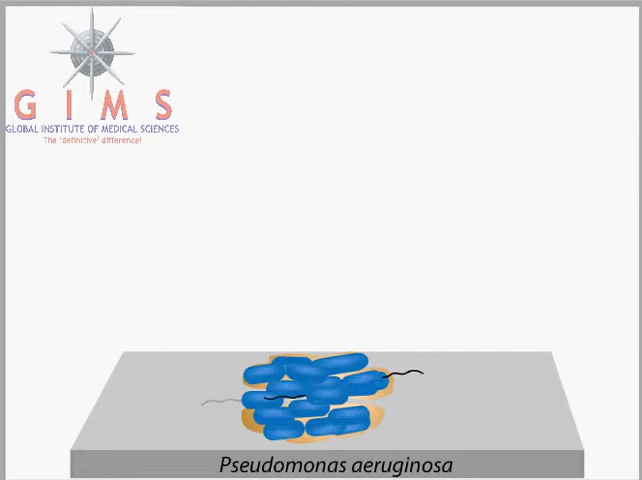 G I M S
GLOBAL INSTITUTE OF MEDICAL SCIENCES
The 'definitive' difference!
Pseudomonas aeruginosa